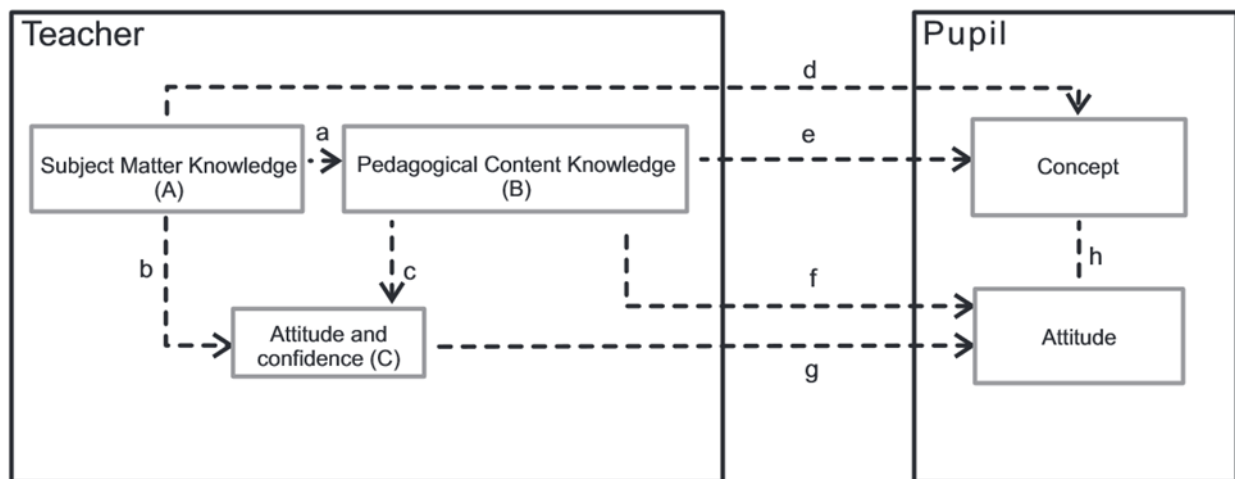 Teacher
Pupil
d
a
e
Subject Matter Knowledge
(A)
Pedagogical Content Knowledge
(B)
Concept
b
c
f
h
Attitude and
confidence (C)
Attitude
g